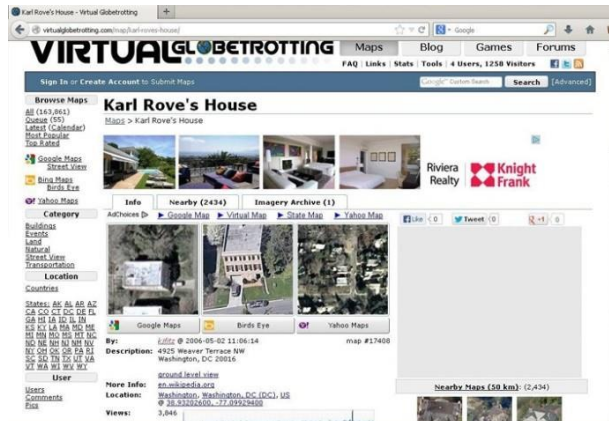 Karl Rove's House - Virtual Globetrotting
virtualglobetrotting.com/map/karl-roves-house/
Google
VIRTUALGLOBETROTTING
Maps Blog Games Forums
FAQ | Links | Stats | Tools | 4 Users, 1258 Visitors
Sign In or Create Account to Submit Maps
Google Custom Search Search [Advanced]
Browse Maps
All (163,861)
Queue (55)
Latest (Calendar)
Most Popular
Top Rated
Google Maps
Street View
Bing Maps
Birds Eye
Yahoo Maps
Category
Buildings
Events
Land
Natural
Street View
Transportation
Location
Countries
States: AK AL AR AZ
CA CO CT DC DE FL
GA HI IA ID IL IN
KS KY LA MA MD ME
MI MN MO MS MT NC
ND NE NH NJ NM NV
NY OH OK OR PA RI
SC SD TN TX UT VA
VT WA WI WV WY
User
Users
Comments
Pics
Karl Rove's House
Maps > Karl Rove's House
Riviera
Realty
Knight
Frank
Info Nearby (2434) Imagery Archive (1)
AdChoices Google Map Virtual Map State Map Yahoo Map
Like 0 Tweet 0 +1 0
Google Maps Birds Eye Yahoo Maps
By: @ 2006-05-02 11:06:14 map #17408
Description: 4925 Weaver Terrace NW
Washington, DC 20016
ground level view
More Info: en.wikipedia.org
Location: Washington, Washington, DC (DC), US
@ 38.93202600, -77.09929400
Views: 3,846
Nearby Maps (50 km): (2,434)